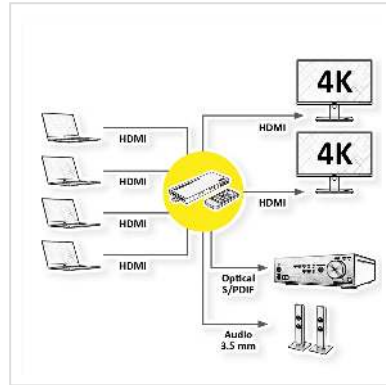 4K
HDMI
HDMI
4K
HDMI
HDMI
HDMI
HDMI
Optical
S/PDIF
Audio
3.5 mm